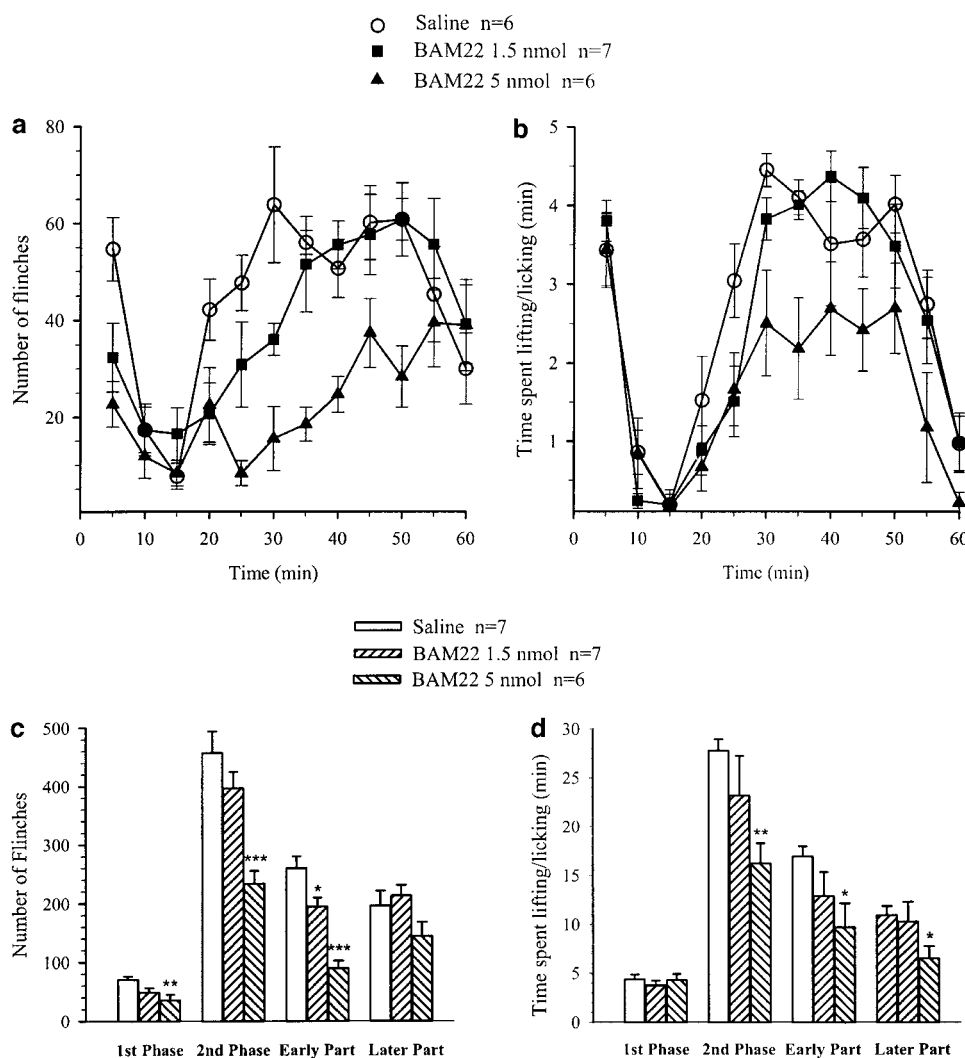 Saline n=6
BAM22 1.5 nmol n=7
BAM22 5 nmol n=6
a
80
60
40
20
Number of flinches
0 10 20 30 40 50 60
Time (min)
b
5
4
3
2
1
Time spent lifting/licking (min)
0 10 20 30 40 50 60
Time (min)
Saline n=7
BAM22 1.5 nmol n=7
BAM22 5 nmol n=6
c
500
400
300
200
100
0
Number of Flinches
**
***
*
***
1st Phase 2nd Phase Early Part Later Part
d
30
25
20
15
10
5
0
Time spent lifting/licking (min)
**
*
*
1st Phase 2nd Phase Early Part Later Part